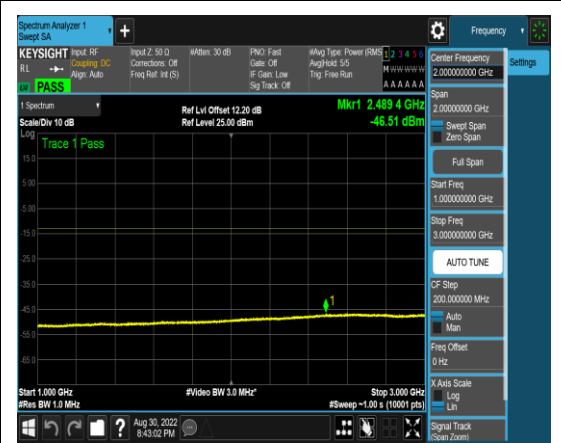 Spectrum Analyzer 1
Swept SA
+
Frequency
KEYSIGHT
RL
PASS
Input: RF
Coupling: DC
Align: Auto
Input Z: 50 Ω
Corrections: Off
Freq Ref: Int (S)
#Atten: 30 dB
PNO: Fast
Gate: Off
IF Gain: Low
Sig Track: Off
#Avg Type: Power (RMS
Avg|Hold: 5/5
Trig: Free Run
1 2 3 4 5 6
M W W W W W
A A A A A A
1 Spectrum
Scale/Div 10 dB
Ref Lvl Offset 12.20 dB
Ref Level 25.00 dBm
Mkr1 2.489 4 GHz
-46.51 dBm
Log
Trace 1 Pass
15.0
5.00
-5.00
-15.0
-25.0
-35.0
-45.0
-55.0
-65.0
1
Start 1.000 GHz
#Res BW 1.0 MHz
#Video BW 3.0 MHz*
Stop 3.000 GHz
#Sweep ~1.00 s (10001 pts)
Center Frequency
2.000000000 GHz
Settings
Span
2.00000000 GHz
Swept Span
Zero Span
Full Span
Start Freq
1.000000000 GHz
Stop Freq
3.000000000 GHz
AUTO TUNE
CF Step
200.000000 MHz
Auto
Man
Freq Offset
0 Hz
X Axis Scale
Log
Lin
Signal Track
(Span Zoom)
?
Aug 30, 2022
8:43:02 PM